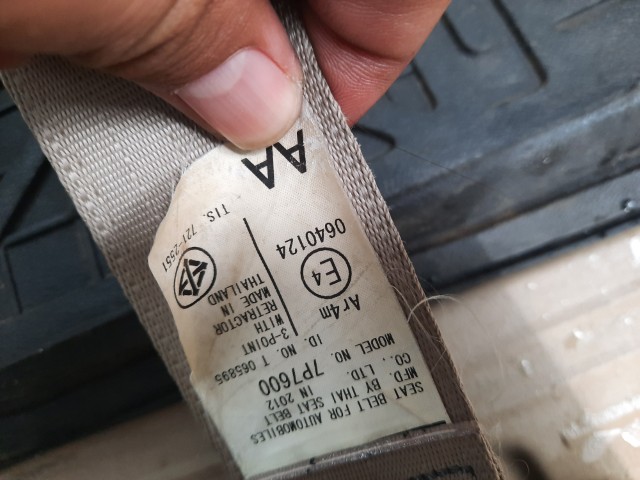 SEAT BELT FOR AUTOMOBILES
MFD. BY THAI SEAT BELT
CO., LTD. IN 2012
MODEL NO. 7P7600
ID. NO. T 065895
3-POINT
WITH
RETRACTOR
MADE IN
THAILAND
TIS. 721-2551
Ar4m
E4
0640124
AA